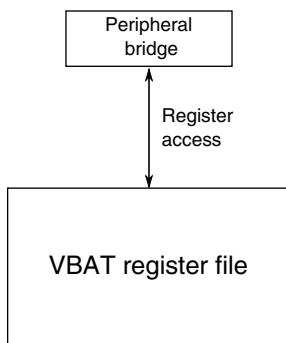 Peripheral
bridge
Register
access
VBAT register file